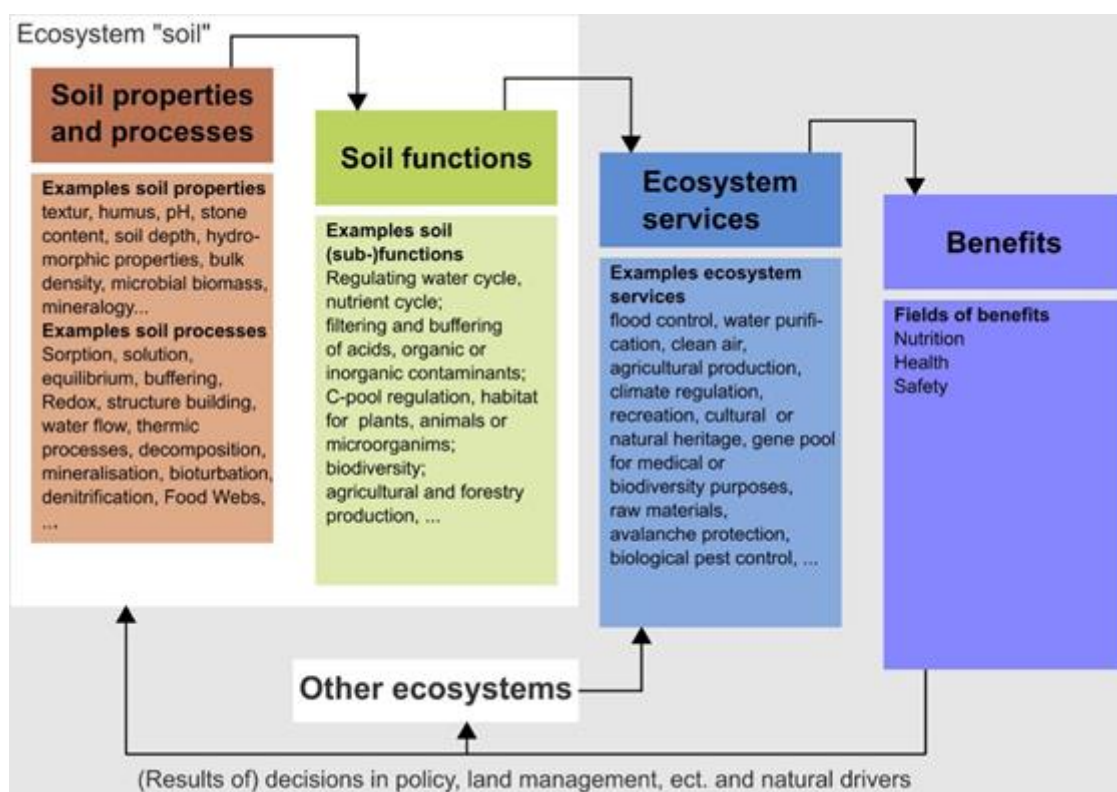 Ecosystem "soil"
Soil properties
and processes
Examples soil properties
textur, humus, pH, stone
content, soil depth, hydro-
morphic properties, bulk
density, microbial biomass,
mineralogy...
Examples soil processes
Sorption, solution,
equilibrium, buffering,
Redox, structure building,
water flow, thermic
processes, decomposition,
mineralisation, bioturbation,
denitrification, Food Webs,
...
Soil functions
Examples soil
(sub-)functions
Regulating water cycle,
nutrient cycle;
filtering and buffering
of acids, organic or
inorganic contaminants;
C-pool regulation, habitat
for plants, animals or
microorganims;
biodiversity;
agricultural and forestry
production, ...
Ecosystem
services
Examples ecosystem
services
flood control, water purifi-
cation, clean air,
agricultural production,
climate regulation,
recreation, cultural or
natural heritage, gene pool
for medical or
biodiversity purposes,
raw materials,
avalanche protection,
biological pest control, ...
Benefits
Fields of benefits
Nutrition
Health
Safety
Other ecosystems
(Results of) decisions in policy, land management, ect. and natural drivers